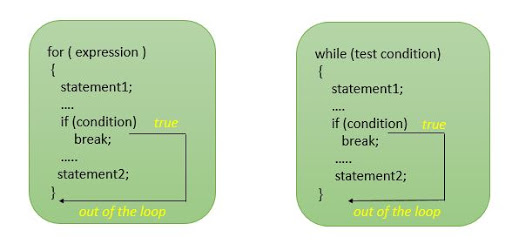 for ( expression )
{
statement1;
....
if (condition) true
break;
.....
statement2;
}
out of the loop
while (test condition)
{
statement1;
....
if (condition) true
break;
.....
statement2;
}
out of the loop